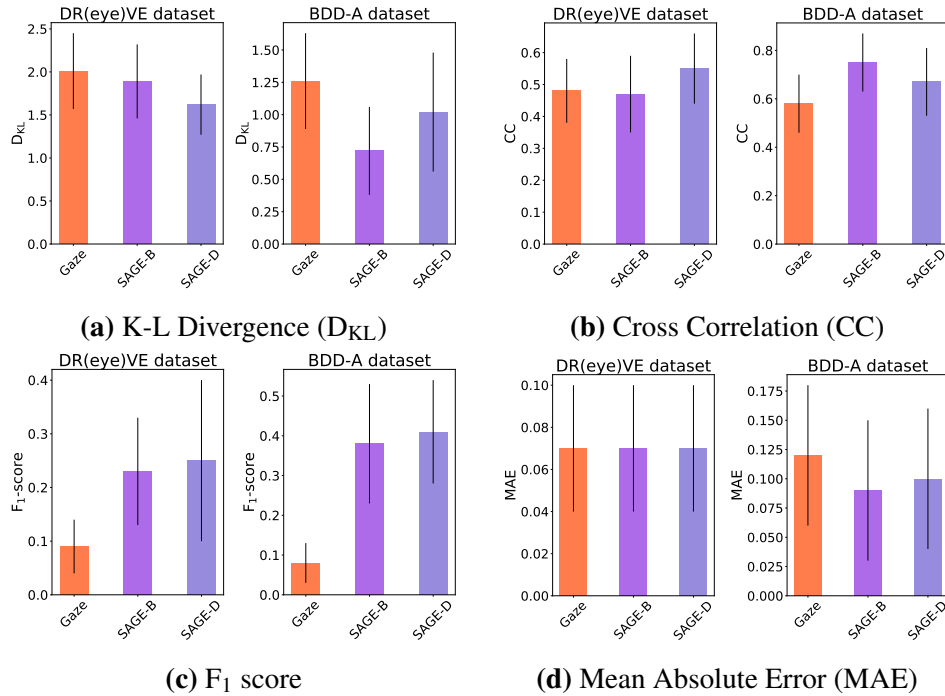 DR(eye)VE dataset
2.5
2.0
1.5
1.0
0.5
0.0
D_KL
Gaze
SAGE-B
SAGE-D
BDD-A dataset
1.50
1.25
1.00
0.75
0.50
0.25
0.00
D_KL
Gaze
SAGE-B
SAGE-D
(a) K-L Divergence (D_KL)
DR(eye)VE dataset
0.6
0.5
0.4
0.3
0.2
0.1
0.0
CC
Gaze
SAGE-B
SAGE-D
BDD-A dataset
0.8
0.6
0.4
0.2
0.0
CC
Gaze
SAGE-B
SAGE-D
(b) Cross Correlation (CC)
DR(eye)VE dataset
0.4
0.3
0.2
0.1
0.0
F₁-score
Gaze
SAGE-B
SAGE-D
BDD-A dataset
0.5
0.4
0.3
0.2
0.1
0.0
F₁-score
Gaze
SAGE-B
SAGE-D
(c) F₁ score
DR(eye)VE dataset
0.10
0.08
0.06
0.04
0.02
0.00
MAE
Gaze
SAGE-B
SAGE-D
BDD-A dataset
0.175
0.150
0.125
0.100
0.075
0.050
0.025
0.000
MAE
Gaze
SAGE-B
SAGE-D
(d) Mean Absolute Error (MAE)